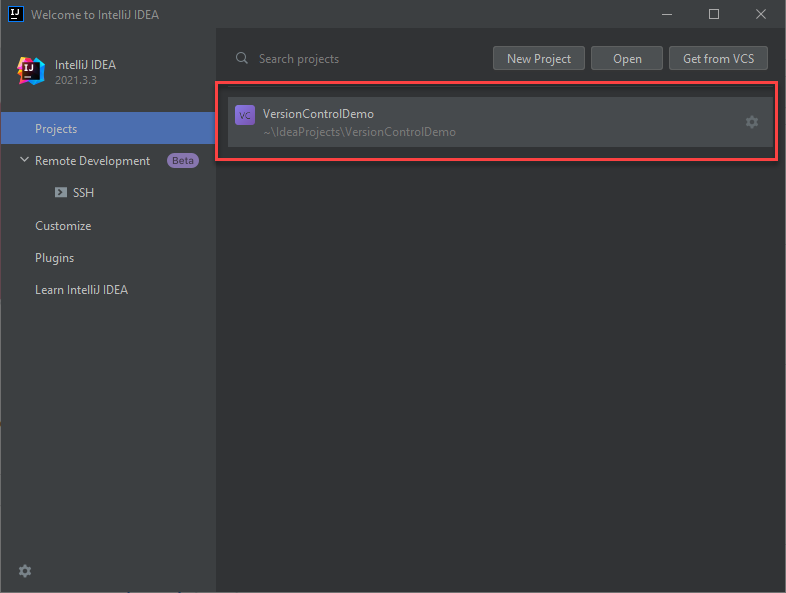 Welcome to IntelliJ IDEA
IntelliJ IDEA
2021.3.3
Projects
Remote Development Beta
SSH
Customize
Plugins
Learn IntelliJ IDEA
Search projects
New Project
Open
Get from VCS
VC
VersionControlDemo
~\IdeaProjects\VersionControlDemo